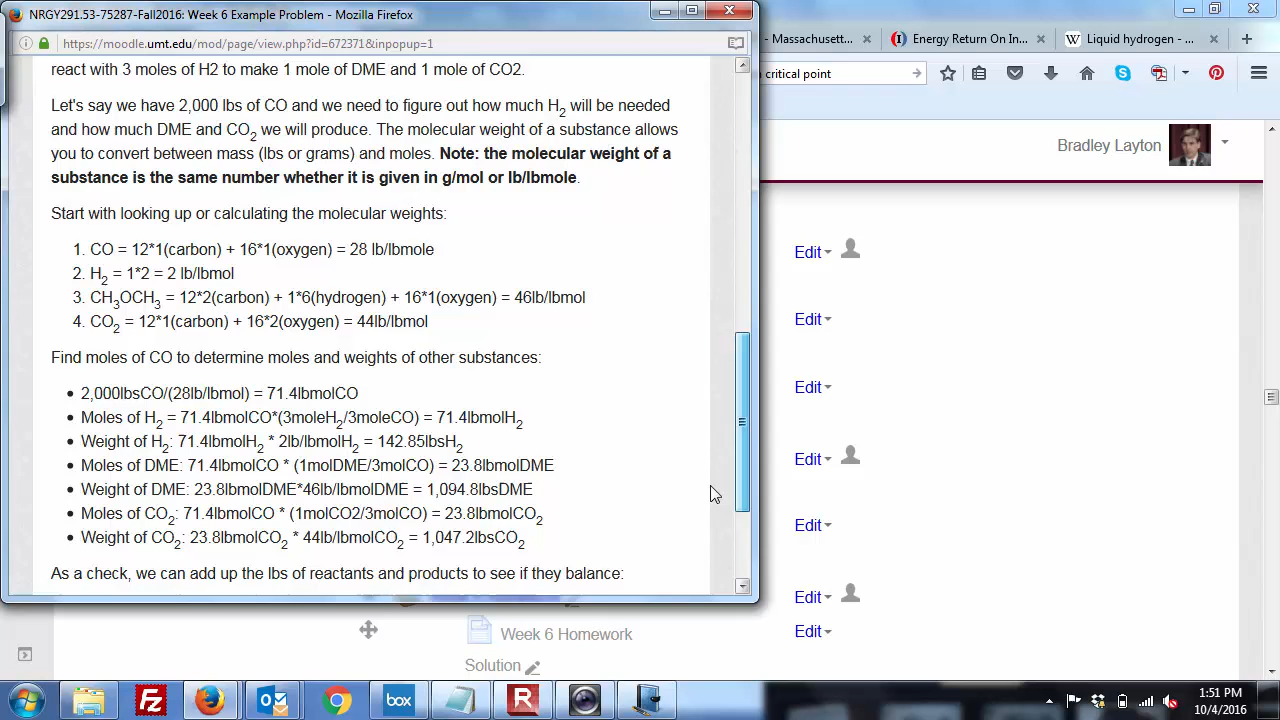 NRGY291.53-75287-Fall2016: Week 6 Example Problem - Mozilla Firefox
https://moodle.umt.edu/mod/page/view.php?id=672371&inpopup=1
- Massachusett...
Energy Return On In...
Liquid hydrogen - ...
a critical point
Bradley Layton
react with 3 moles of H2 to make 1 mole of DME and 1 mole of CO2.
Let's say we have 2,000 lbs of CO and we need to figure out how much H2 will be needed
and how much DME and CO2 we will produce. The molecular weight of a substance allows
you to convert between mass (lbs or grams) and moles. Note: the molecular weight of a
substance is the same number whether it is given in g/mol or lb/lbmole.
Start with looking up or calculating the molecular weights:
1. CO = 12*1(carbon) + 16*1(oxygen) = 28 lb/lbmole
2. H2 = 1*2 = 2 lb/lbmol
3. CH3OCH3 = 12*2(carbon) + 1*6(hydrogen) + 16*1(oxygen) = 46lb/lbmol
4. CO2 = 12*1(carbon) + 16*2(oxygen) = 44lb/lbmol
Find moles of CO to determine moles and weights of other substances:
• 2,000lbsCO/(28lb/lbmol) = 71.4lbmolCO
• Moles of H2 = 71.4lbmolCO*(3moleH2/3moleCO) = 71.4lbmolH2
• Weight of H2: 71.4lbmolH2 * 2lb/lbmolH2 = 142.85lbsH2
• Moles of DME: 71.4lbmolCO * (1molDME/3molCO) = 23.8lbmolDME
• Weight of DME: 23.8lbmolDME*46lb/lbmolDME = 1,094.8lbsDME
• Moles of CO2: 71.4lbmolCO * (1molCO2/3molCO) = 23.8lbmolCO2
• Weight of CO2: 23.8lbmolCO2 * 44lb/lbmolCO2 = 1,047.2lbsCO2
As a check, we can add up the lbs of reactants and products to see if they balance:
Edit
Edit
Edit
Edit
Edit
Edit
Edit
Week 6 Homework
Solution
box
1:51 PM
10/4/2016